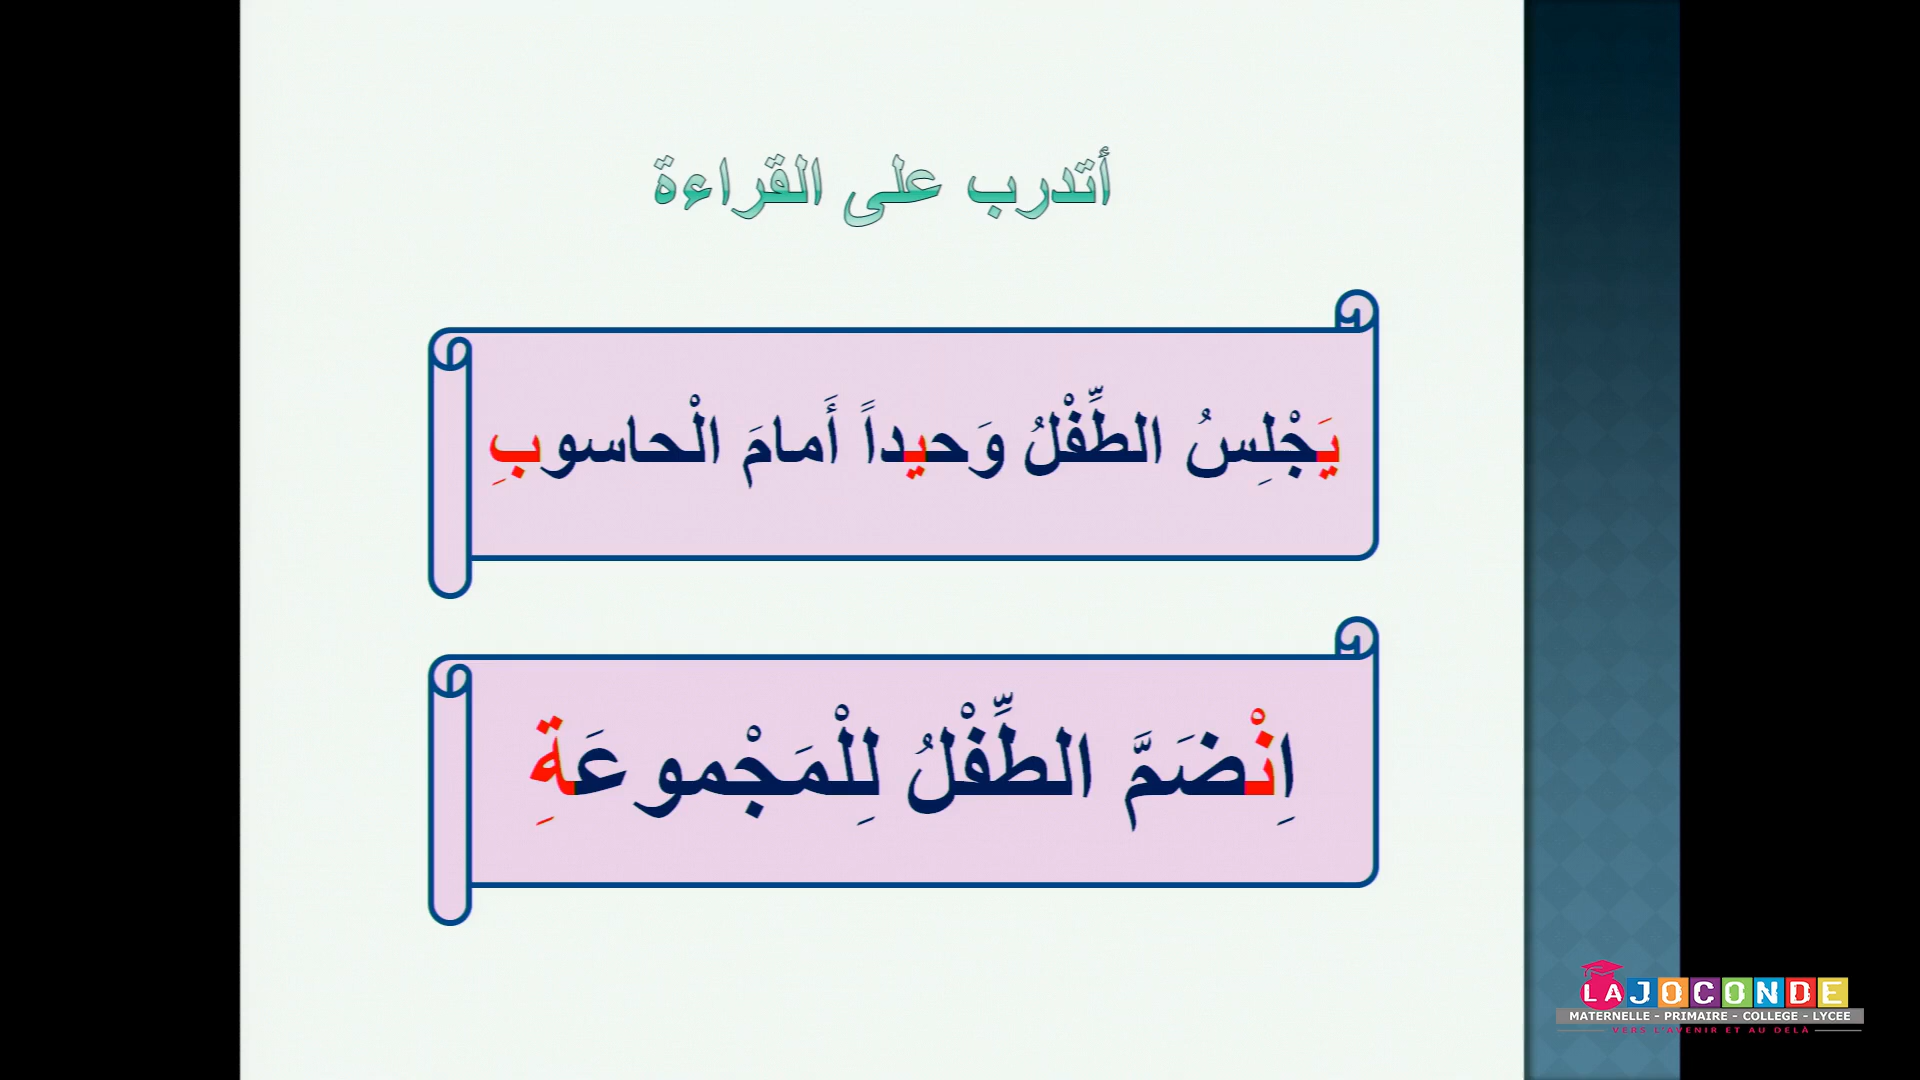 أتدرب على القراءة
يَجْلِسُ الطِّفْلُ وَحيداً أَمامَ الْحاسوبِ
اِنْضَمَّ الطِّفْلُ لِلْمَجْموعَةِ
LAJOCONDE
MATERNELLE - PRIMAIRE - COLLEGE - LYCEE
VERS L'AVENIR ET AU DELÀ